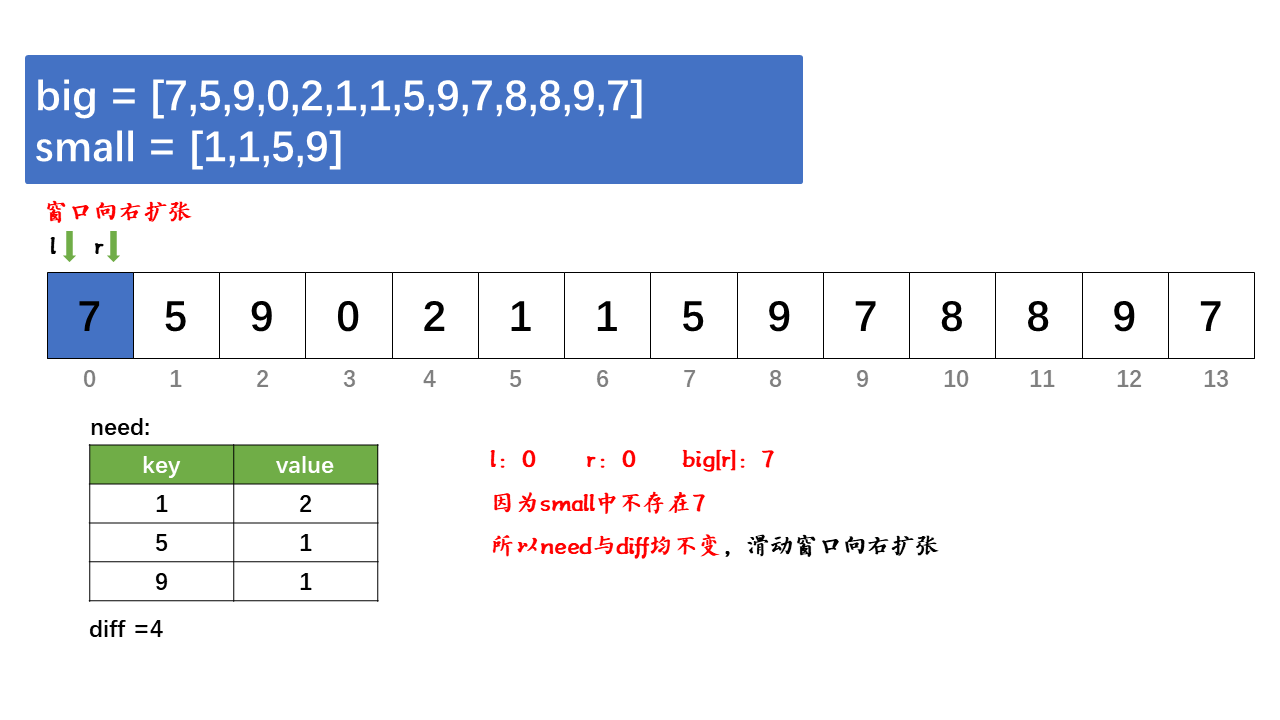 big = [7,5,9,0,2,1,1,5,9,7,8,8,9,7]
small = [1,1,5,9]
窗口向右扩张
l r
7 5 9 0 2 1 1 5 9 7 8 8 9 7
0 1 2 3 4 5 6 7 8 9 10 11 12 13
need:
key value
1 2
5 1
9 1
diff =4
l：0 r：0 big[r]：7
因为small中不存在7
所以need与diff均不变，滑动窗口向右扩张